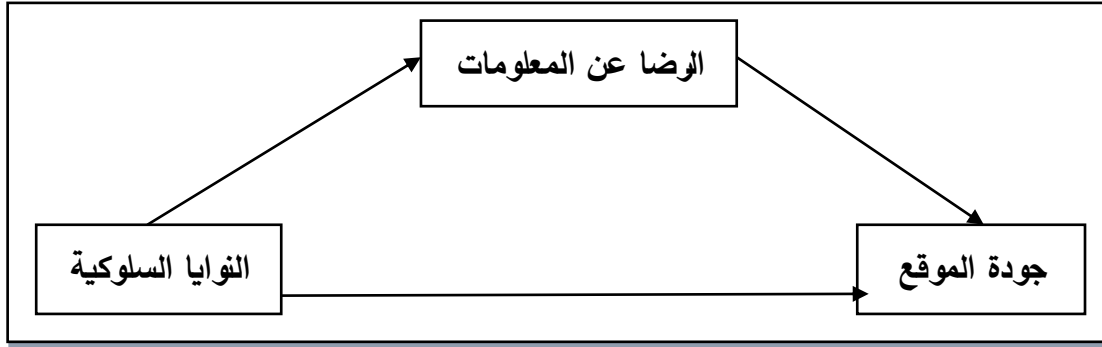 الرضا عن المعلومات
جودة الموقع
النوايا السلوكية